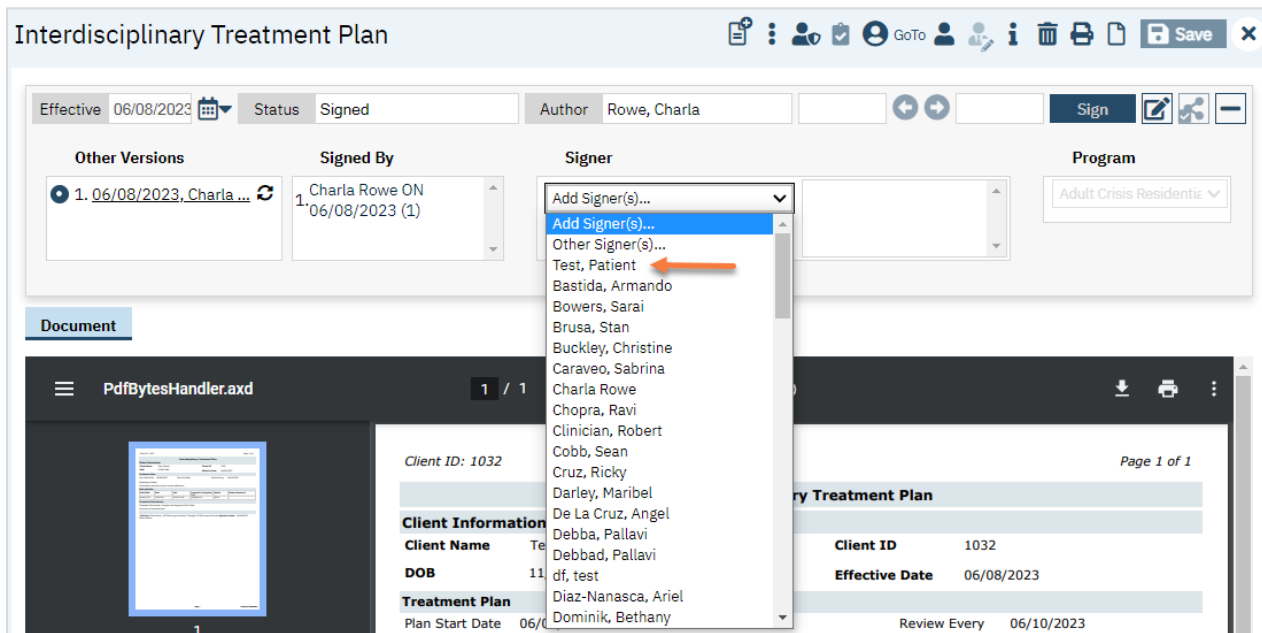 Interdisciplinary Treatment Plan
GoTo
i
Save
Effective 06/08/2023 Status Signed Author Rowe, Charla Sign
Other Versions Signed By Signer Program
1. 06/08/2023, Charla ...
1. Charla Rowe ON
06/08/2023 (1)
Add Signer(s)...
Adult Crisis Residentia
Add Signer(s)...
Other Signer(s)...
Test, Patient
Bastida, Armando
Bowers, Sarai
Brusa, Stan
Buckley, Christine
Caraveo, Sabrina
Charla Rowe
Chopra, Ravi
Clinician, Robert
Cobb, Sean
Cruz, Ricky
Darley, Maribel
De La Cruz, Angel
Debba, Pallavi
Debbad, Pallavi
df, test
Diaz-Nanasca, Ariel
Dominik, Bethany
Document
PdfBytesHandler.axd 1 / 1
1
Client ID: 1032 Page 1 of 1
ry Treatment Plan
Client Information
Client Name Te Client ID 1032
DOB 11 Effective Date 06/08/2023
Treatment Plan
Plan Start Date 06/0 Review Every 06/10/2023